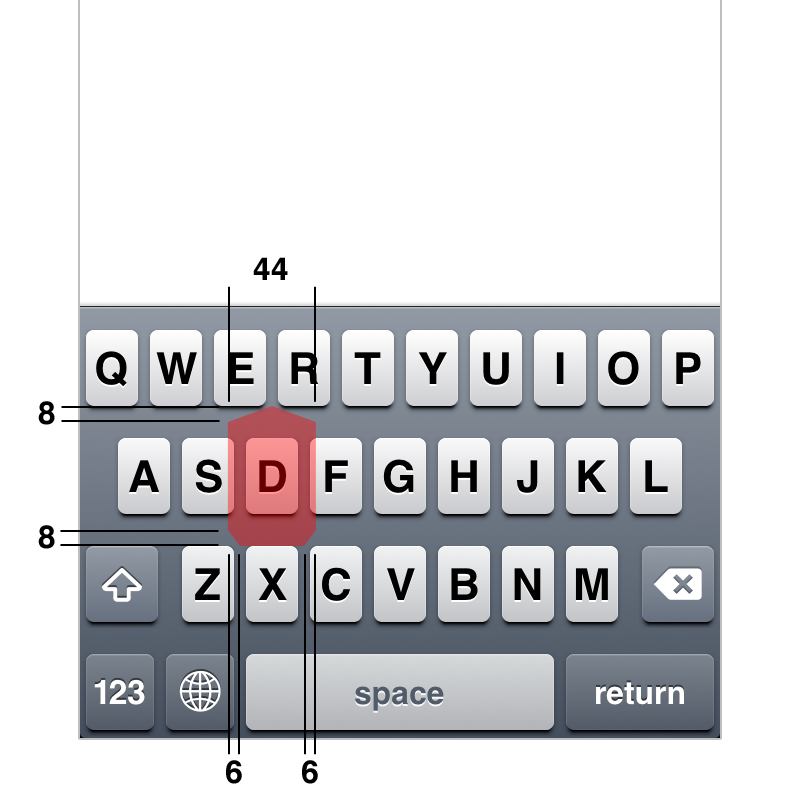 44
Q W E R T Y U I O P
8
A S D F G H J K L
8
Z X C V B N M
123 space return
6 6